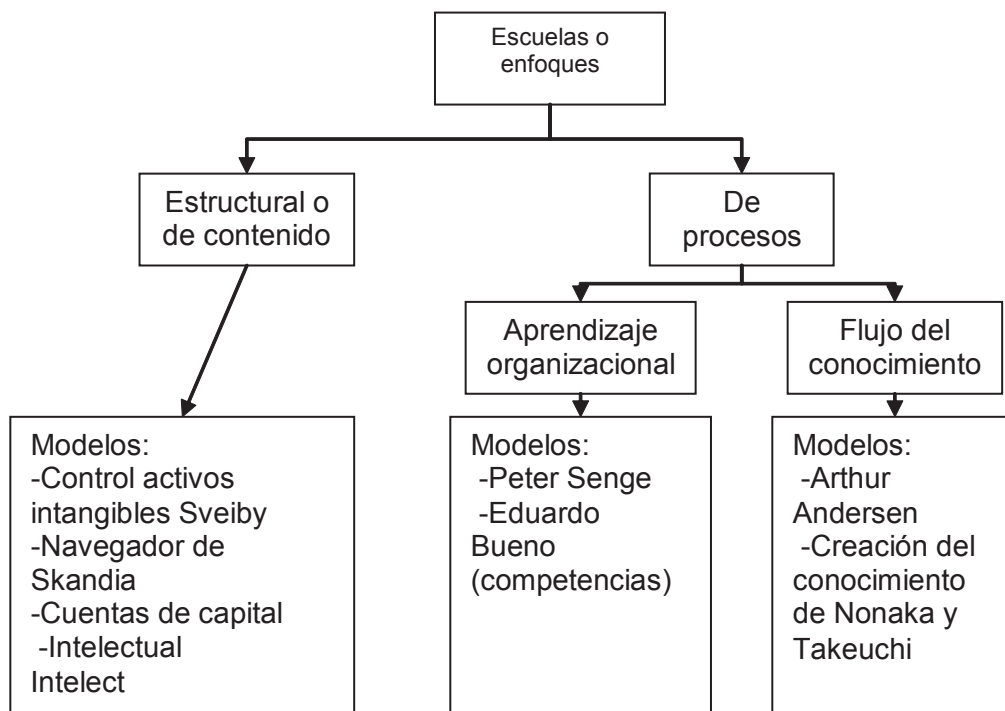 Escuelas o
enfoques
Estructural o
de contenido
De
procesos
Aprendizaje
organizacional
Flujo del
conocimiento
Modelos:
-Control activos
intangibles Sveiby
-Navegador de
Skandia
-Cuentas de capital
-Intelectual
Intelect
Modelos:
-Peter Senge
-Eduardo
Bueno
(competencias)
Modelos:
-Arthur
Andersen
-Creación del
conocimiento
de Nonaka y
Takeuchi